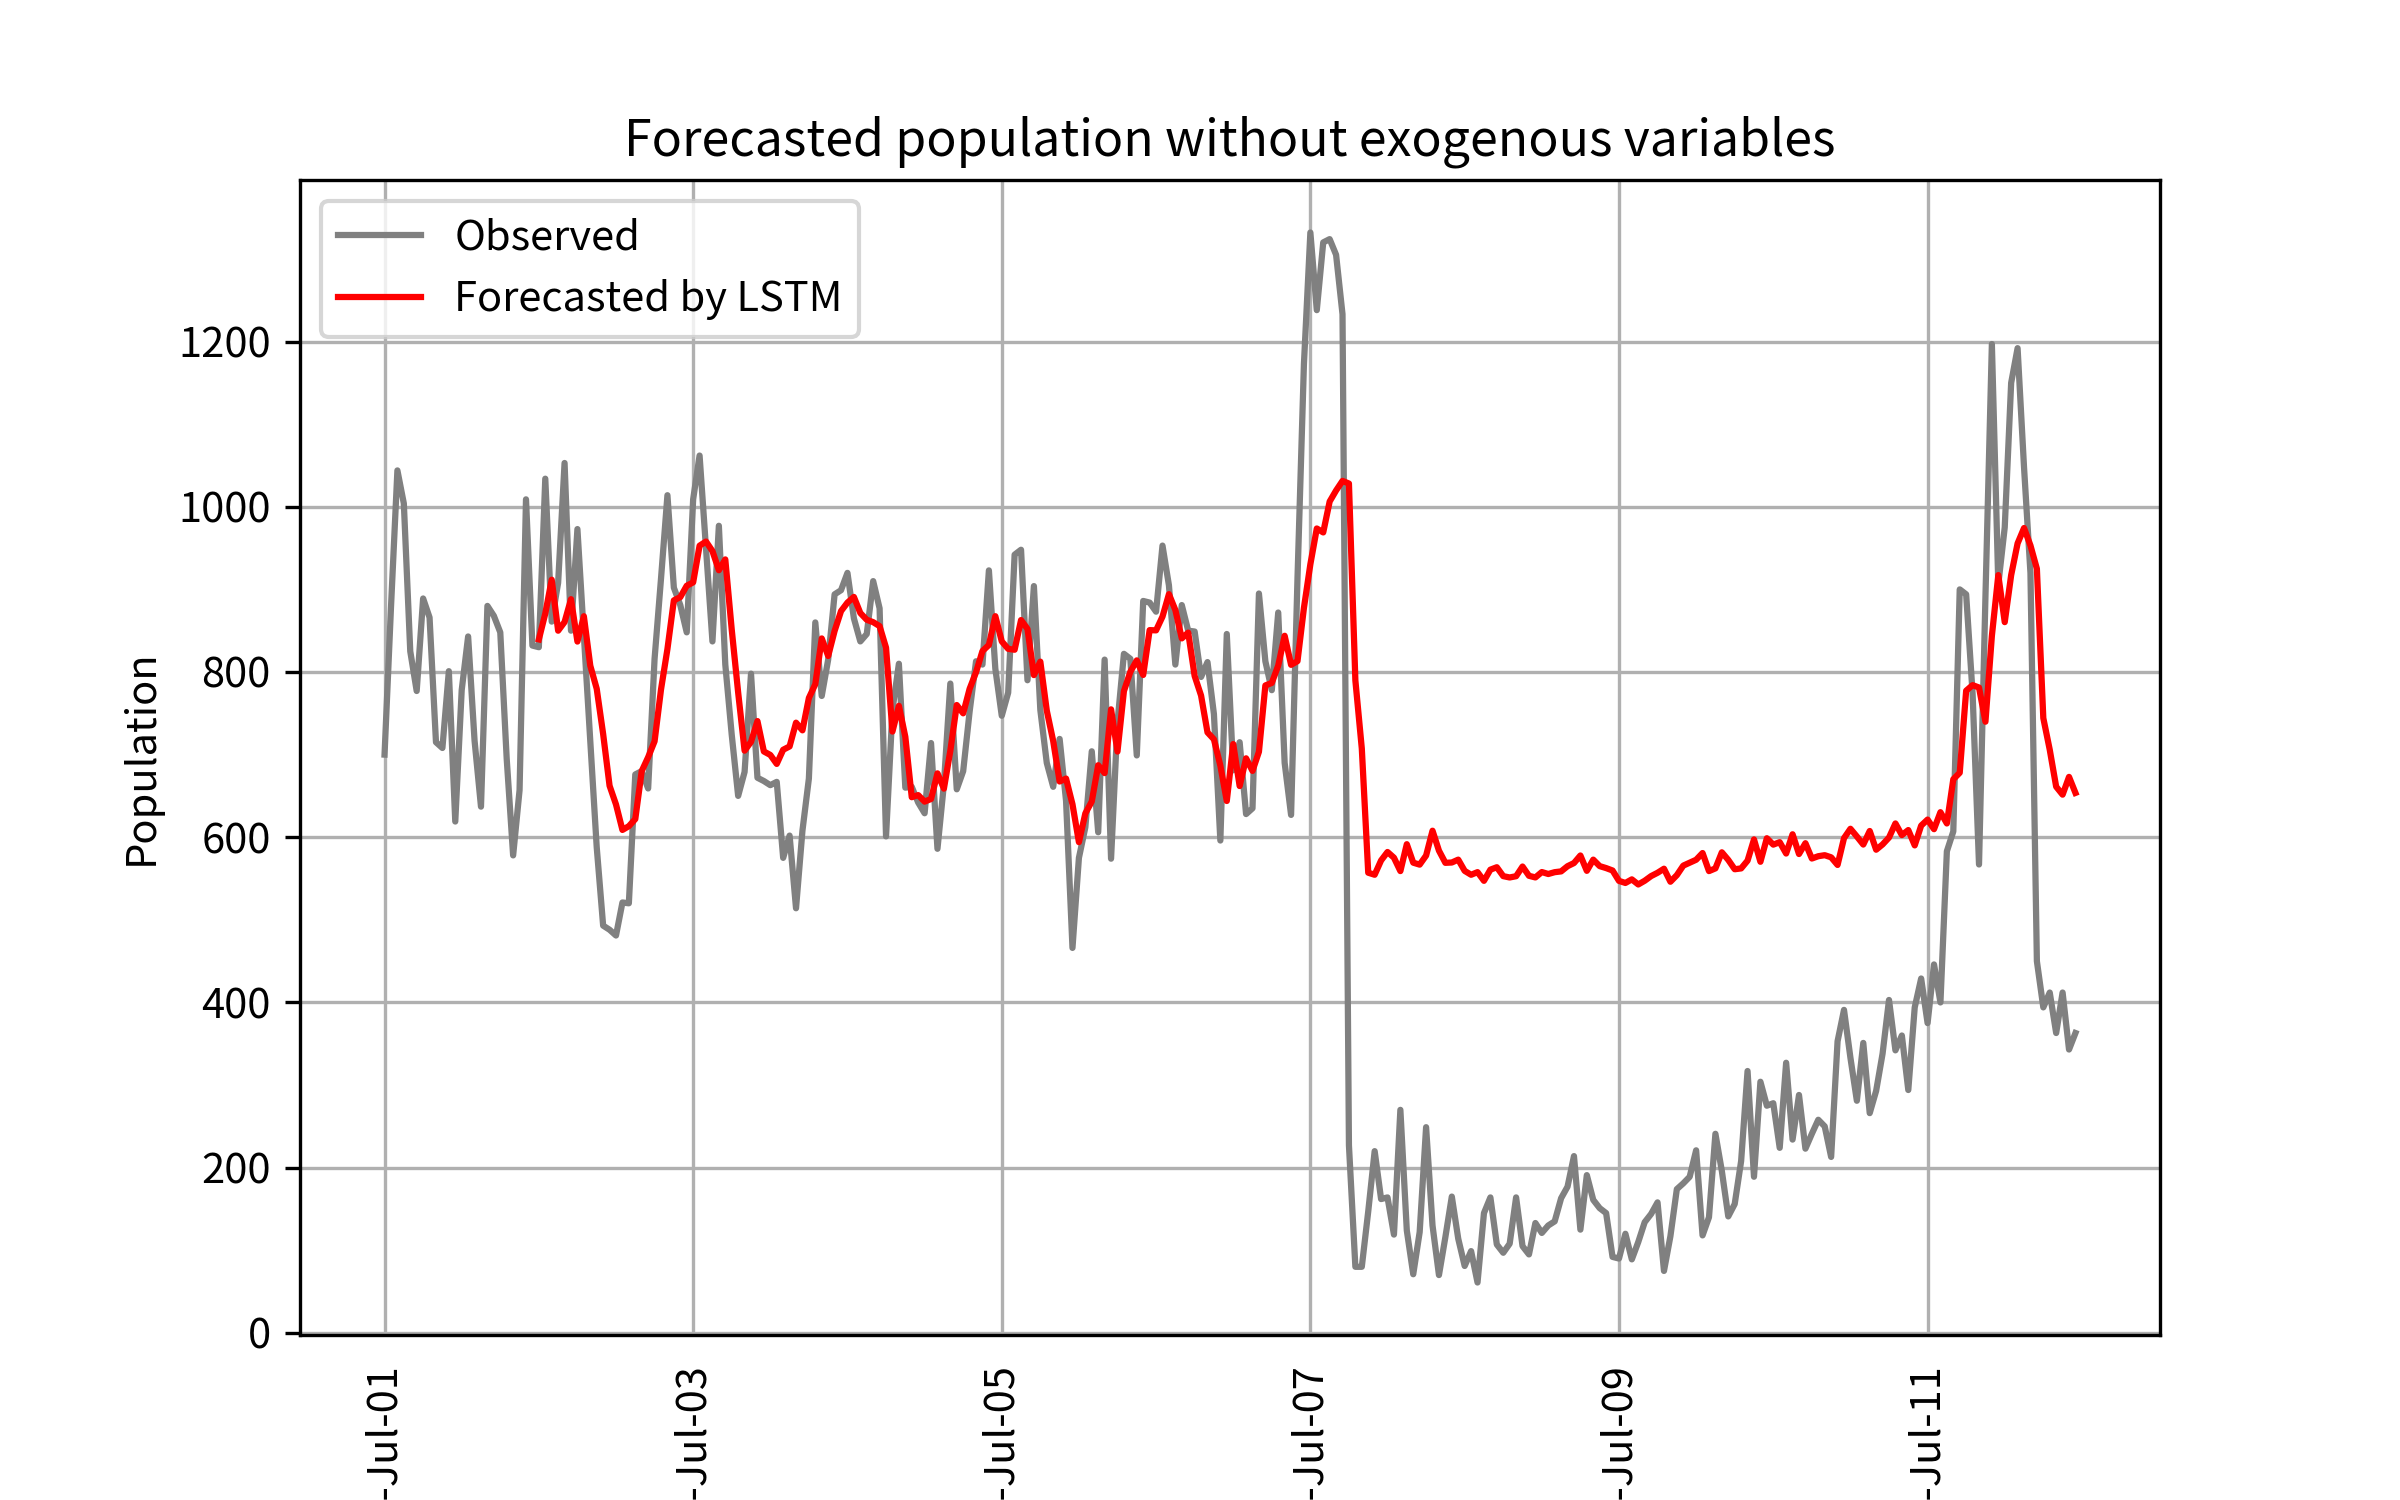 Forecasted population without exogenous variables
Observed
Forecasted by LSTM
Population
1200
1000
800
600
400
200
0
-Jul-01
-Jul-03
-Jul-05
-Jul-07
-Jul-09
-Jul-11